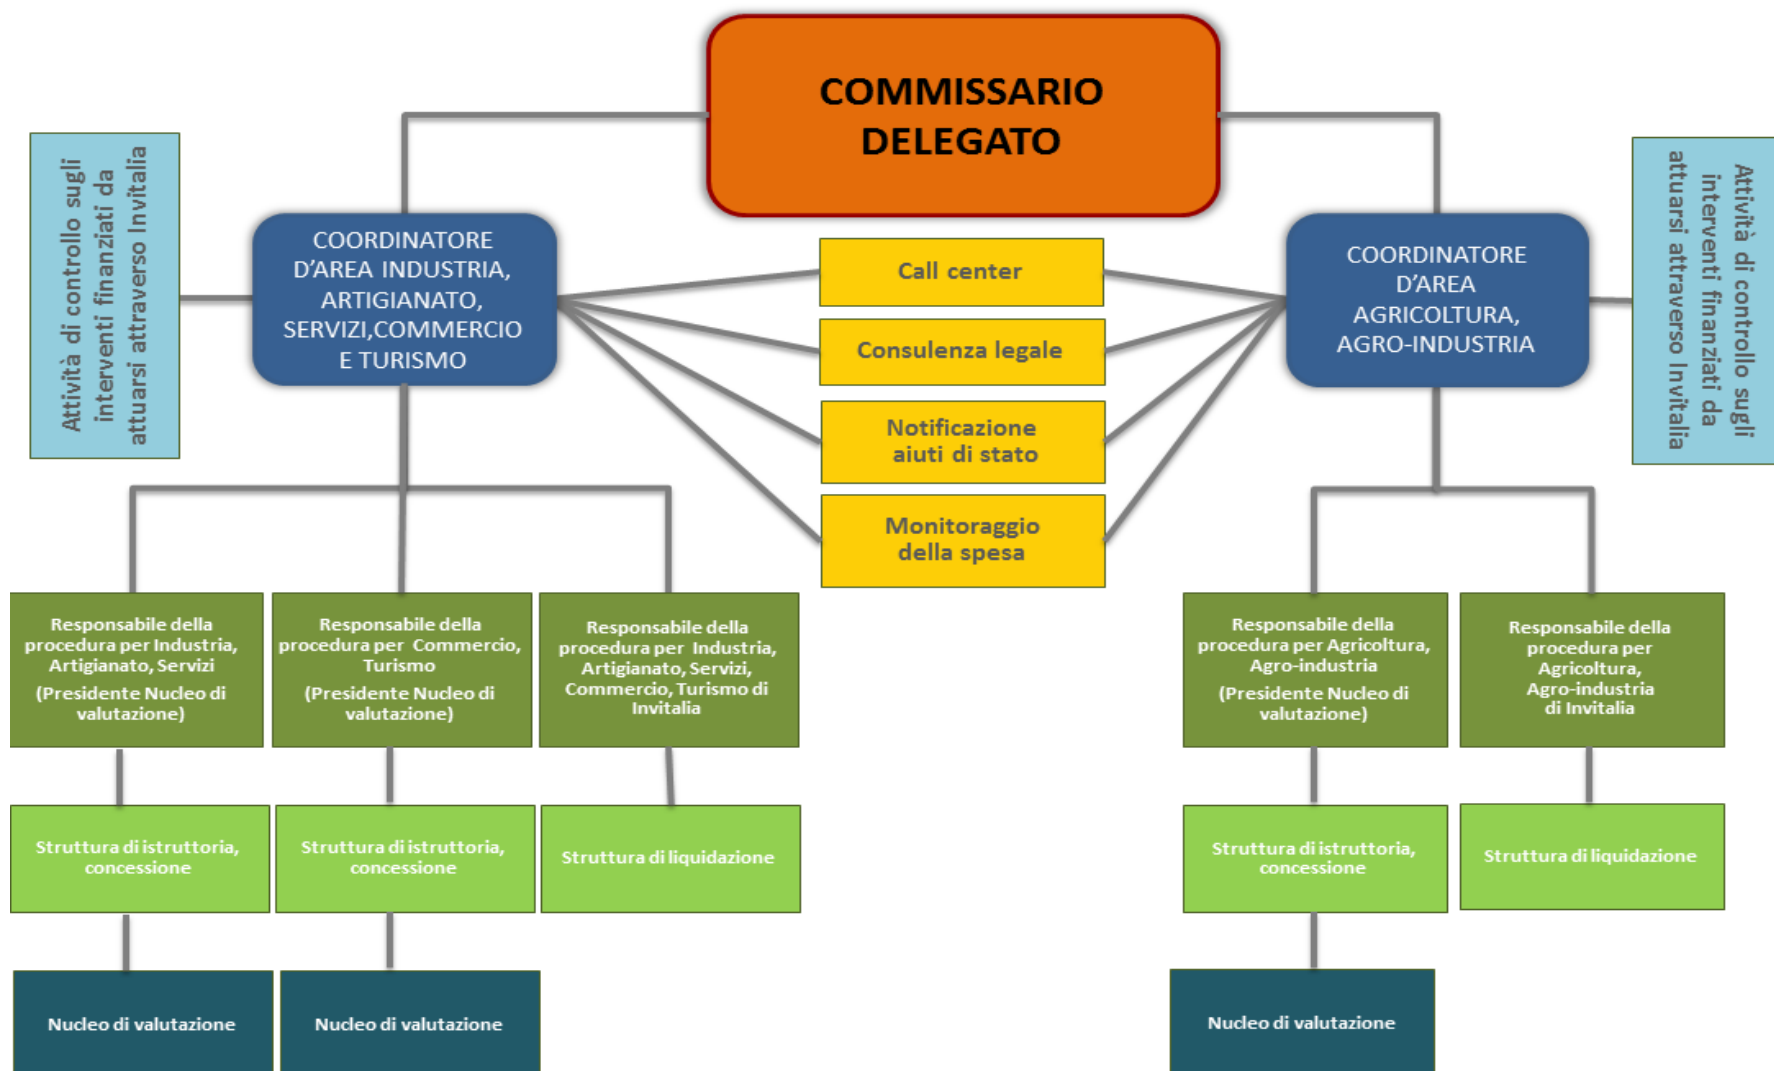 COMMISSARIO
DELEGATO
Attività di controllo sugli
interventi finanziati da
attuarsi attraverso Invitalia
COORDINATORE
D'AREA INDUSTRIA,
ARTIGIANATO,
SERVIZI,COMMERCIO
E TURISMO
Call center
Consulenza legale
Notificazione
aiuti di stato
Monitoraggio
della spesa
COORDINATORE
D'AREA
AGRICOLTURA,
AGRO-INDUSTRIA
Attività di controllo sugli
interventi finanziati da
attuarsi attraverso Invitalia
Responsabile della
procedura per Industria,
Artigianato, Servizi
(Presidente Nucleo di
valutazione)
Responsabile della
procedura per Commercio,
Turismo
(Presidente Nucleo di
valutazione)
Responsabile della
procedura per Industria,
Artigianato, Servizi,
Commercio, Turismo di
Invitalia
Responsabile della
procedura per Agricoltura,
Agro-industria
(Presidente Nucleo di
valutazione)
Responsabile della
procedura per
Agricoltura,
Agro-industria
di Invitalia
Struttura di istruttoria,
concessione
Struttura di istruttoria,
concessione
Struttura di liquidazione
Struttura di istruttoria,
concessione
Struttura di liquidazione
Nucleo di valutazione
Nucleo di valutazione
Nucleo di valutazione